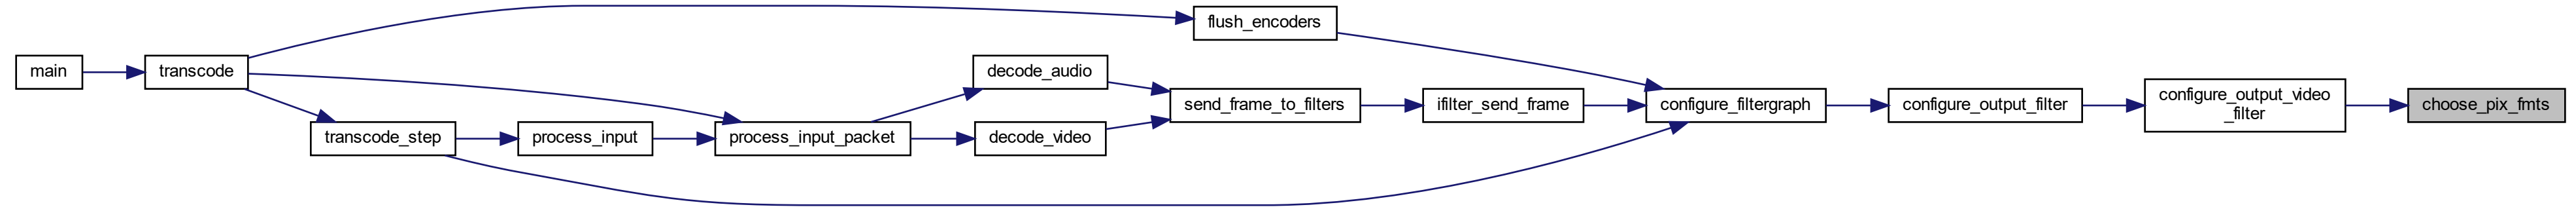 main
transcode
flush_encoders
transcode_step
process_input
process_input_packet
decode_audio
decode_video
send_frame_to_filters
ifilter_send_frame
configure_filtergraph
configure_output_filter
configure_output_video
_filter
choose_pix_fmts